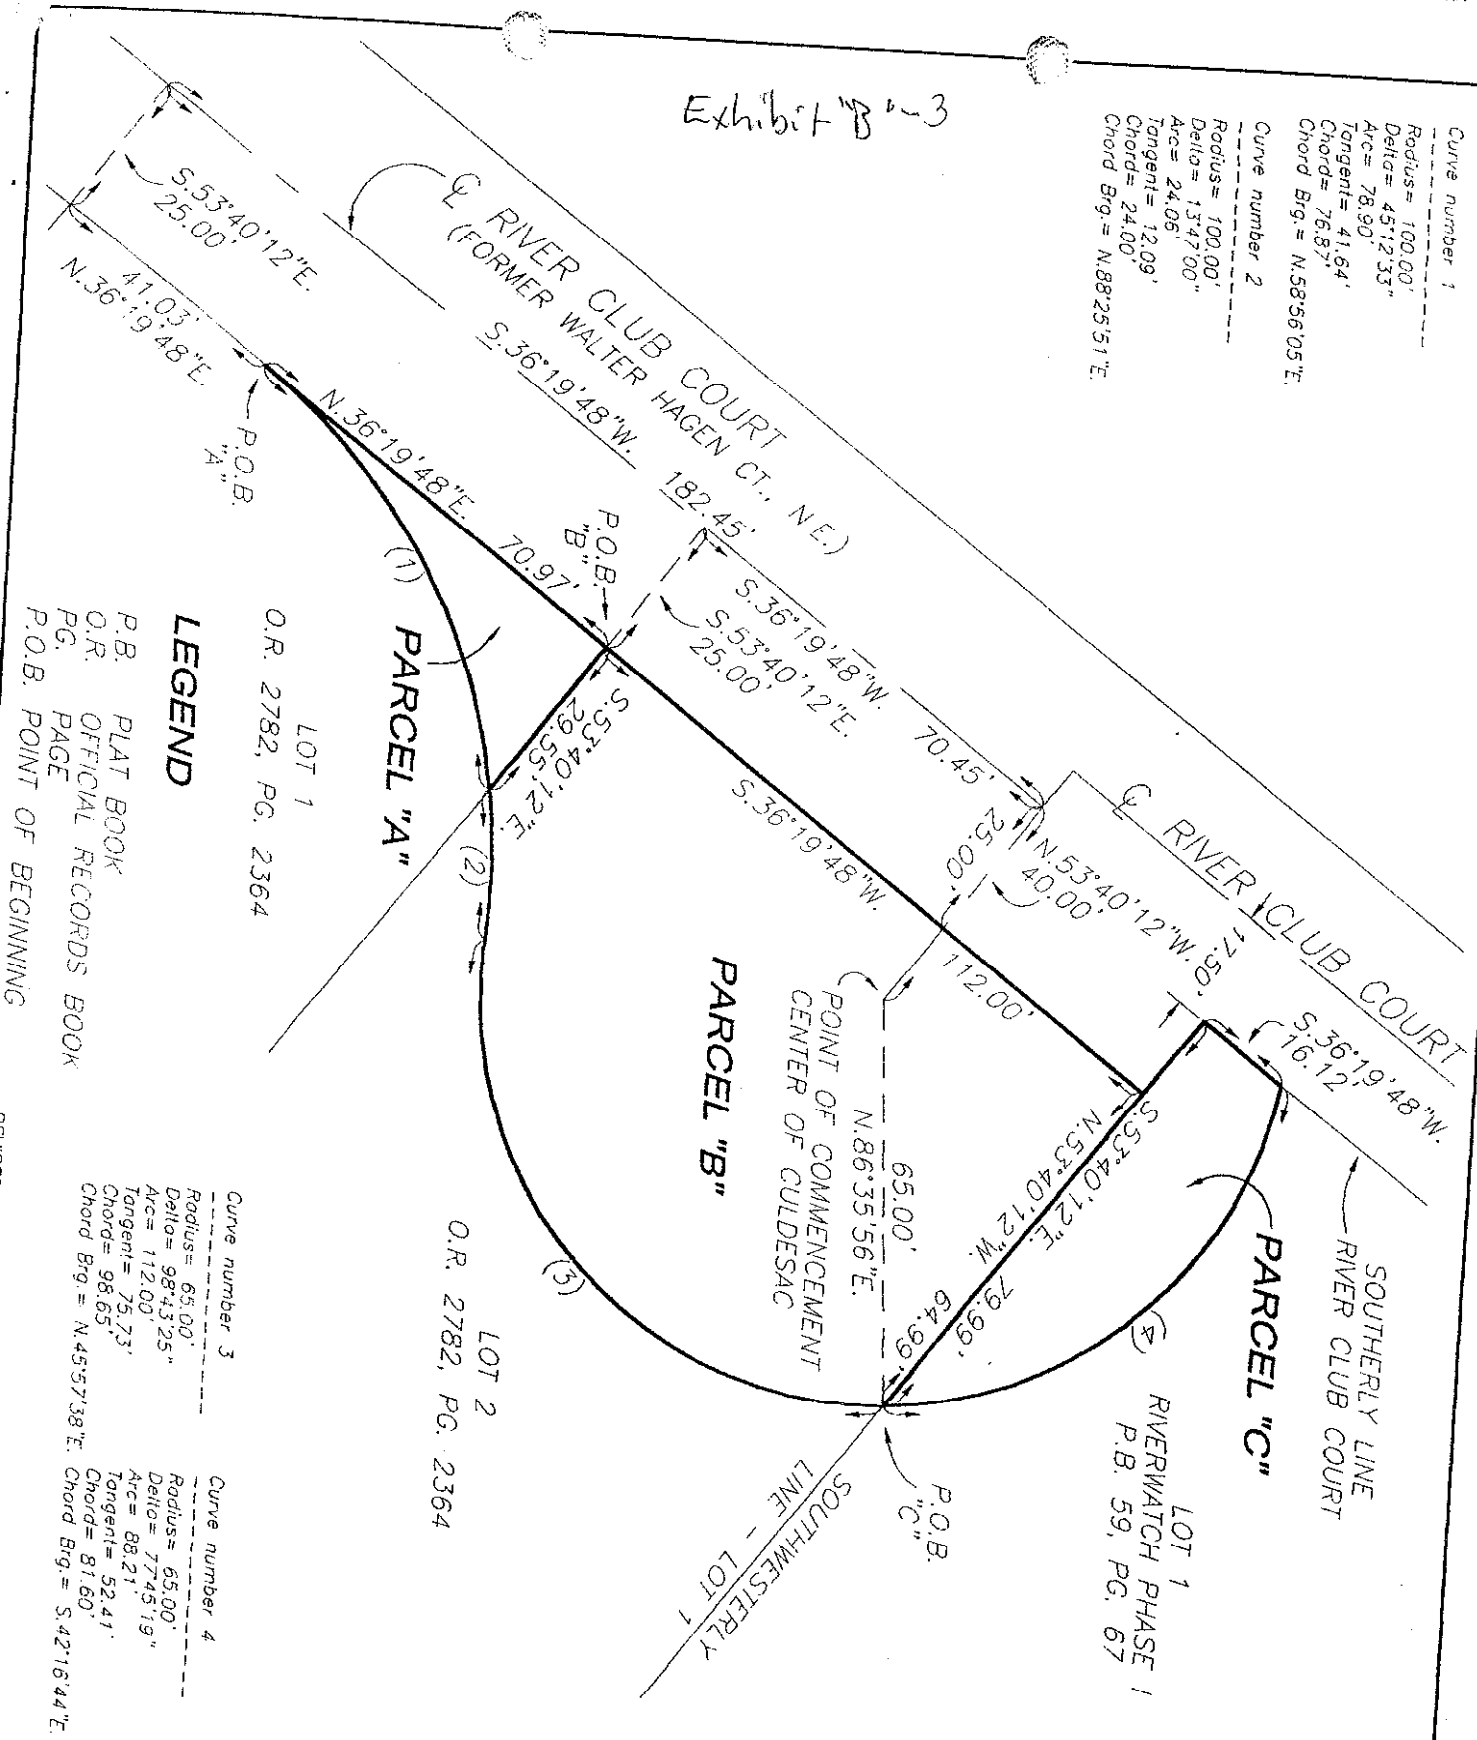 Exhibit "B"-3
Curve number 1
Radius= 100.00'
Delta= 45°12'33"
Arc= 78.90'
Tangent= 41.64'
Chord= 76.87'
Chord Brg.= N.58°56'05"E.
Curve number 2
Radius= 100.00'
Delta= 13°47'00"
Arc= 24.06'
Tangent= 12.09'
Chord= 24.00'
Chord Brg.= N.88°25'51"E.
℄ RIVER CLUB COURT
(FORMER WALTER HAGEN CT., N.E.)
S.36°19'48"W. 182.45'
S.53°40'12"E.
25.00'
41.03'
N.36°19'48"E.
P.O.B.
"A"
N.36°19'48"E. 70.97'
(1)
P.O.B.
"B"
S.36°19'48"W. 70.45'
S.53°40'12"E.
25.00'
S.53°40'12"E.
29.55'
(2)
PARCEL "A"
LOT 1
O.R. 2782, PG. 2364
℄ RIVER CLUB COURT
17.50'
25.00'
N.53°40'12"W.
40.00'
S.36°19'48"W.
16.12'
SOUTHERLY LINE
RIVER CLUB COURT
S.36°19'48"W. 112.00'
POINT OF COMMENCEMENT
CENTER OF CULDESAC
65.00'
N.86°35'56"E.
PARCEL "B"
S.53°40'12"E. 79.99'
N.53°40'12"W. 64.99'
PARCEL "C"
(4)
LOT 1
RIVERWATCH PHASE 1
P.B. 59, PG. 67
P.O.B.
"C"
SOUTHWESTERLY
LINE - LOT 1
(3)
LOT 2
O.R. 2782, PG. 2364
LEGEND
P.B. PLAT BOOK
O.R. OFFICIAL RECORDS BOOK
PG. PAGE
P.O.B. POINT OF BEGINNING
Curve number 3
Radius= 65.00'
Delta= 98°43'25"
Arc= 112.00'
Tangent= 75.73'
Chord= 98.65'
Chord Brg.= N.45°57'38"E.
Curve number 4
Radius= 65.00'
Delta= 77°45'19"
Arc= 88.21'
Tangent= 52.41'
Chord= 81.60'
Chord Brg.= S.42°16'44"E.